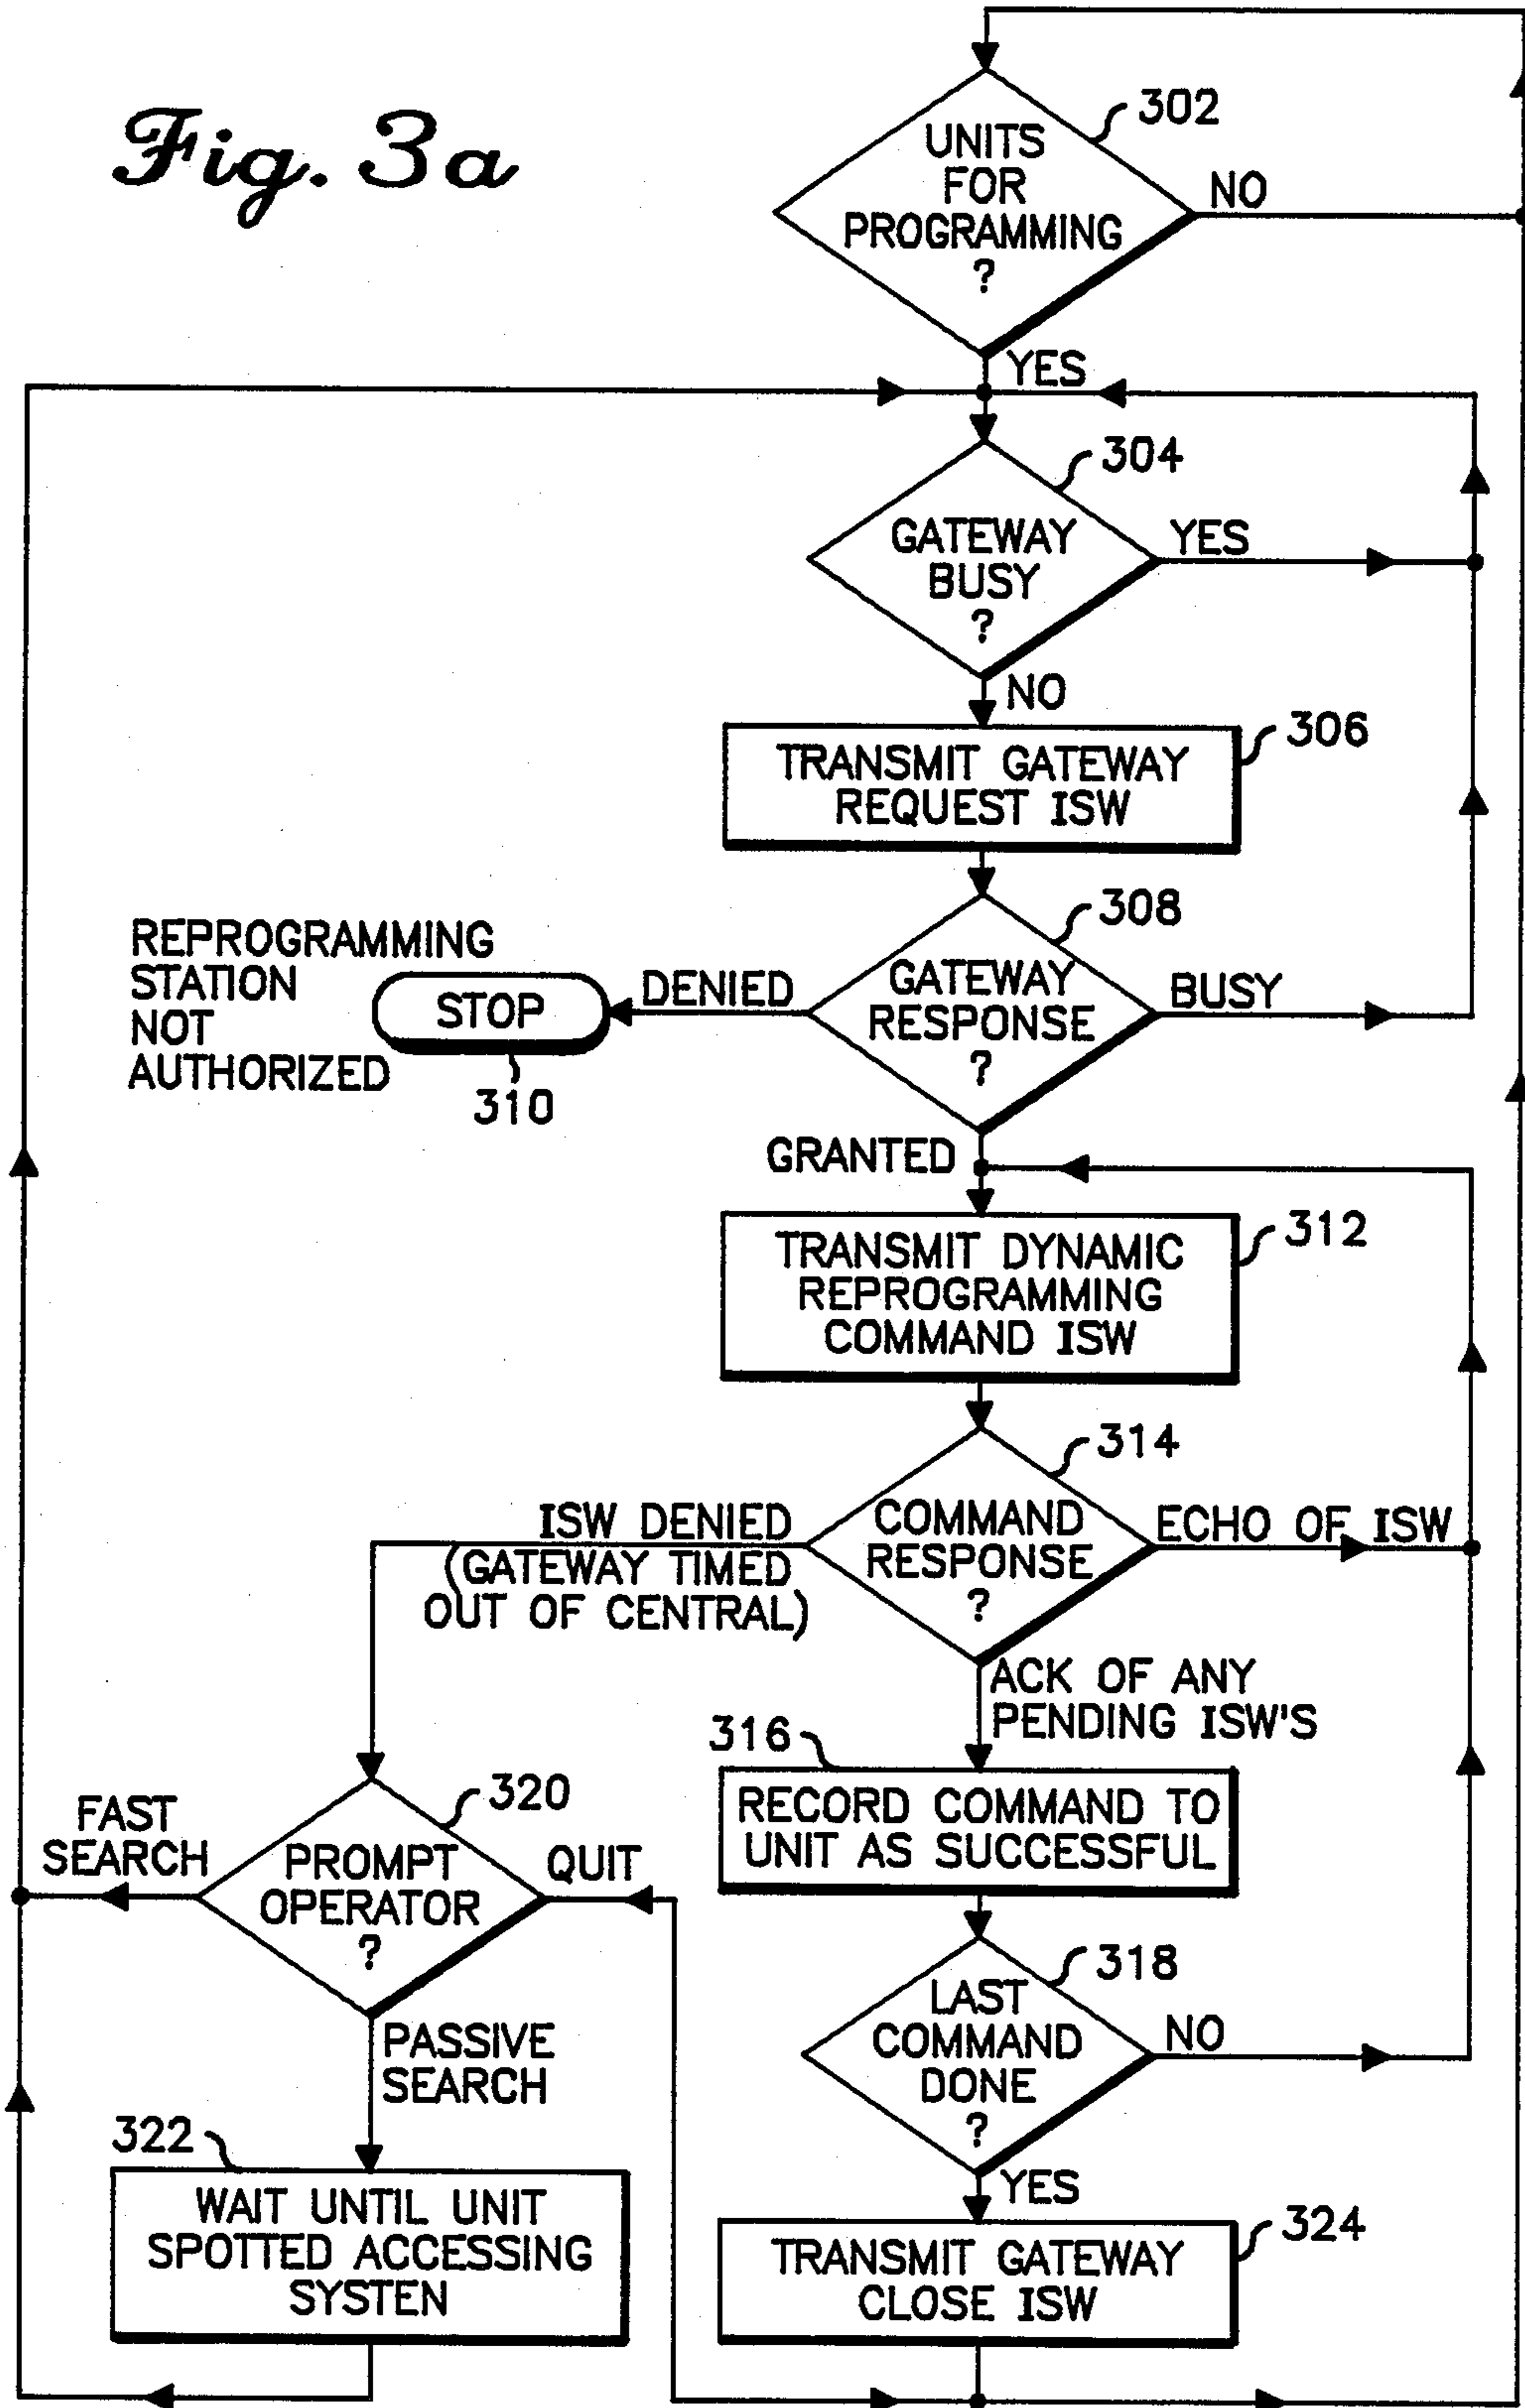 Fig. 3a
302
UNITS
FOR
PROGRAMMING
?
NO
YES
304
GATEWAY
BUSY
?
YES
NO
306
TRANSMIT GATEWAY
REQUEST ISW
308
GATEWAY
RESPONSE
?
BUSY
DENIED
REPROGRAMMING
STATION
NOT
AUTHORIZED
STOP
310
GRANTED
312
TRANSMIT DYNAMIC
REPROGRAMMING
COMMAND ISW
314
COMMAND
RESPONSE
?
ECHO OF ISW
ISW DENIED
(GATEWAY TIMED
OUT OF CENTRAL)
ACK OF ANY
PENDING ISW'S
316
RECORD COMMAND TO
UNIT AS SUCCESSFUL
320
PROMPT
OPERATOR
?
FAST
SEARCH
QUIT
PASSIVE
SEARCH
318
LAST
COMMAND
DONE
?
NO
YES
322
WAIT UNTIL UNIT
SPOTTED ACCESSING
SYSTEN
324
TRANSMIT GATEWAY
CLOSE ISW